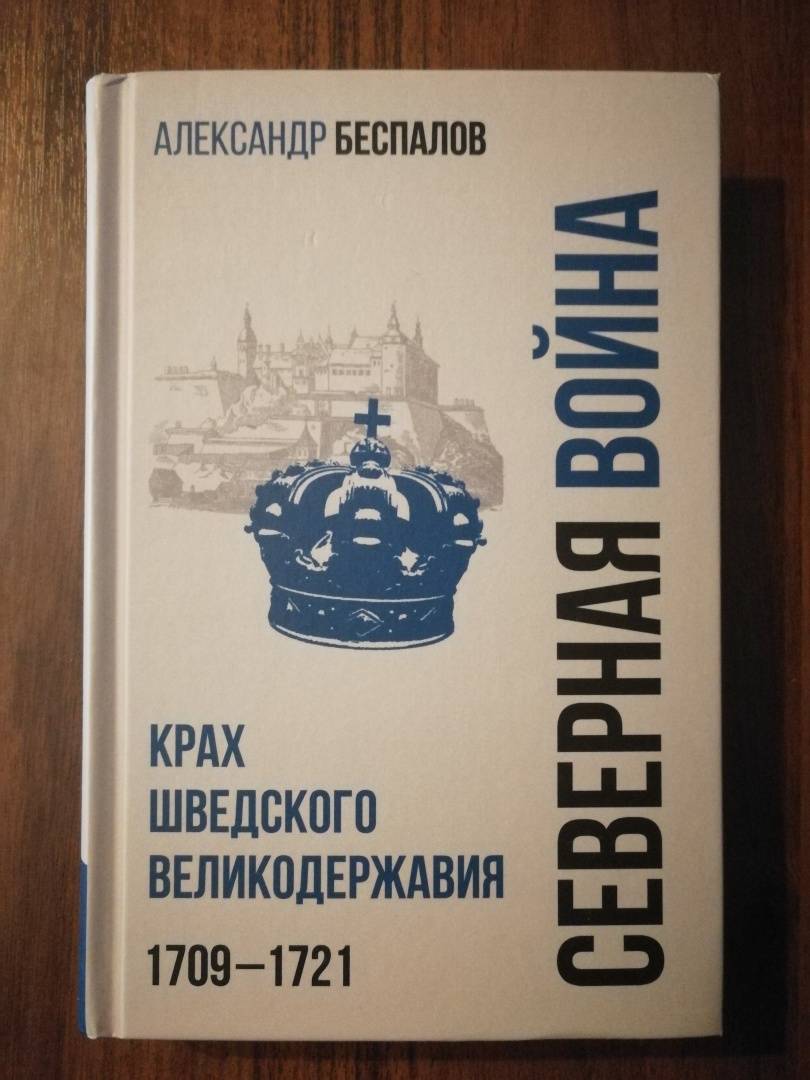 АЛЕКСАНДР БЕСПАЛОВ
СЕВЕРНАЯ ВОЙНА
КРАХ
ШВЕДСКОГО
ВЕЛИКОДЕРЖАВИЯ
1709–1721